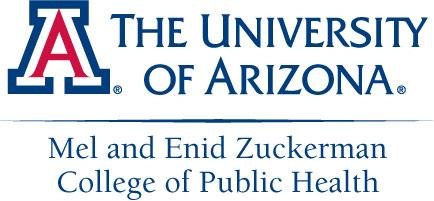 A® THE UNIVERSITY
OF ARIZONA®
Mel and Enid Zuckerman
College of Public Health